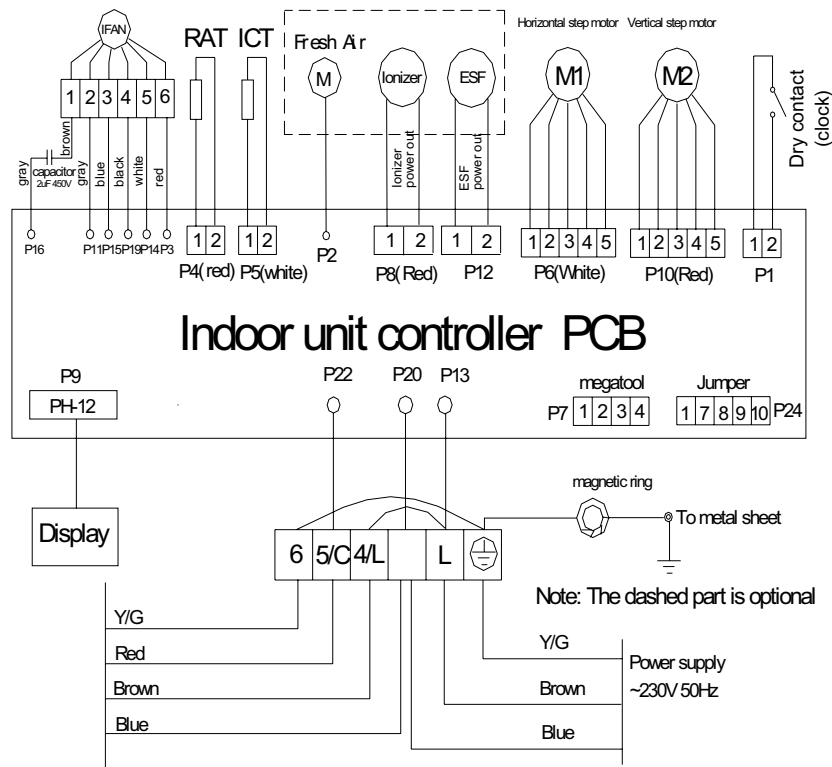 IFAN
RAT ICT
Fresh Air
Horizontal step motor Vertical step motor
M
Ionizer
ESF
M1
M2
1 2 3 4 5 6
Dry contact
(clock)
gray
brown
capacitor
2uF 450V
gray
blue
black
white
red
Ionizer
power out
ESF
power out
P16
P11 P15 P19 P14 P3
1 2
1 2
P2
1 2
1 2
1 2 3 4 5
1 2 3 4 5
1 2
P4( red)
P5(white)
P8( Red)
P12
P6(White)
P10(Red)
P1
Indoor unit controller PCB
P22
P20
P13
P9
PH-12
megatool
P7 1 2 3 4
Jumper
1 7 8 9 10 P24
Display
magnetic ring
To metal sheet
6 5/C 4/L L
Note: The dashed part is optional
Y/G
Red
Brown
Blue
Y/G
Brown
Blue
Power supply
~230V 50Hz